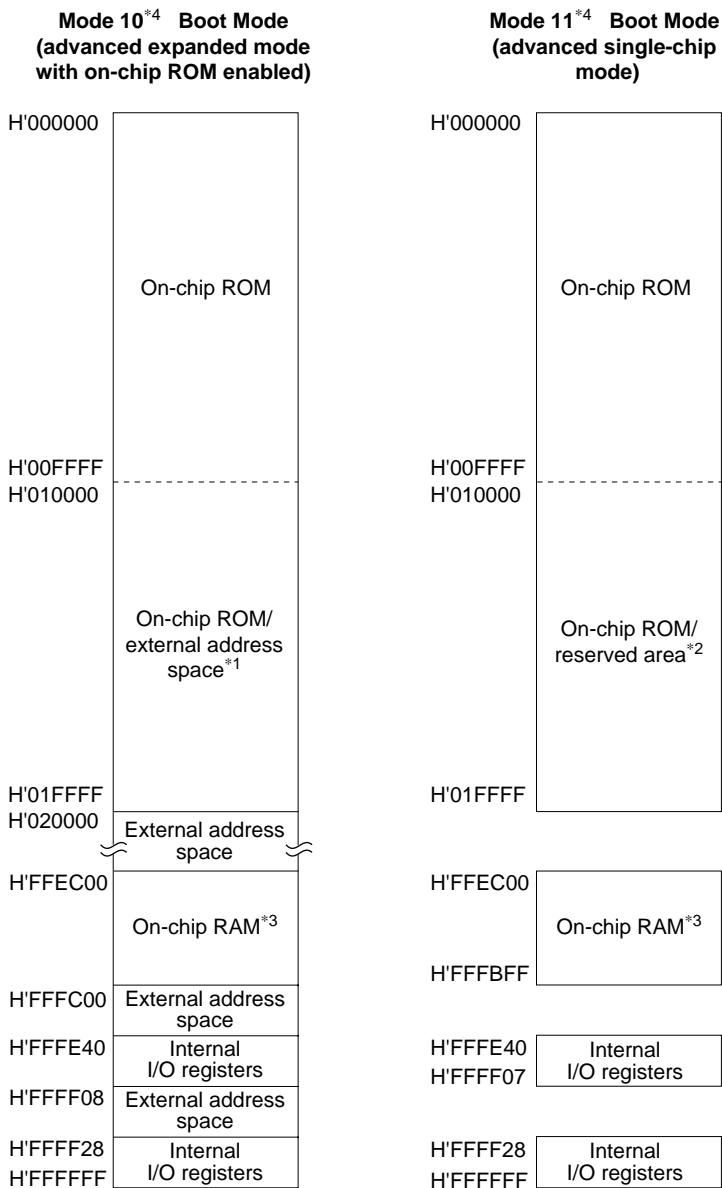 Mode 10*4 Boot Mode
(advanced expanded mode
with on-chip ROM enabled)
H'000000
On-chip ROM
H'00FFFF
H'010000
On-chip ROM/
external address
space*1
H'01FFFF
H'020000
External address
space
H'FFEC00
On-chip RAM*3
H'FFFC00
External address
space
H'FFFE40
Internal
I/O registers
H'FFFF08
External address
space
H'FFFF28
Internal
I/O registers
H'FFFFFF
Mode 11*4 Boot Mode
(advanced single-chip
mode)
H'000000
On-chip ROM
H'00FFFF
H'010000
On-chip ROM/
reserved area*2
H'01FFFF
H'FFEC00
On-chip RAM*3
H'FFFBFF
H'FFFE40
Internal
I/O registers
H'FFFF07
H'FFFF28
Internal
I/O registers
H'FFFFFF